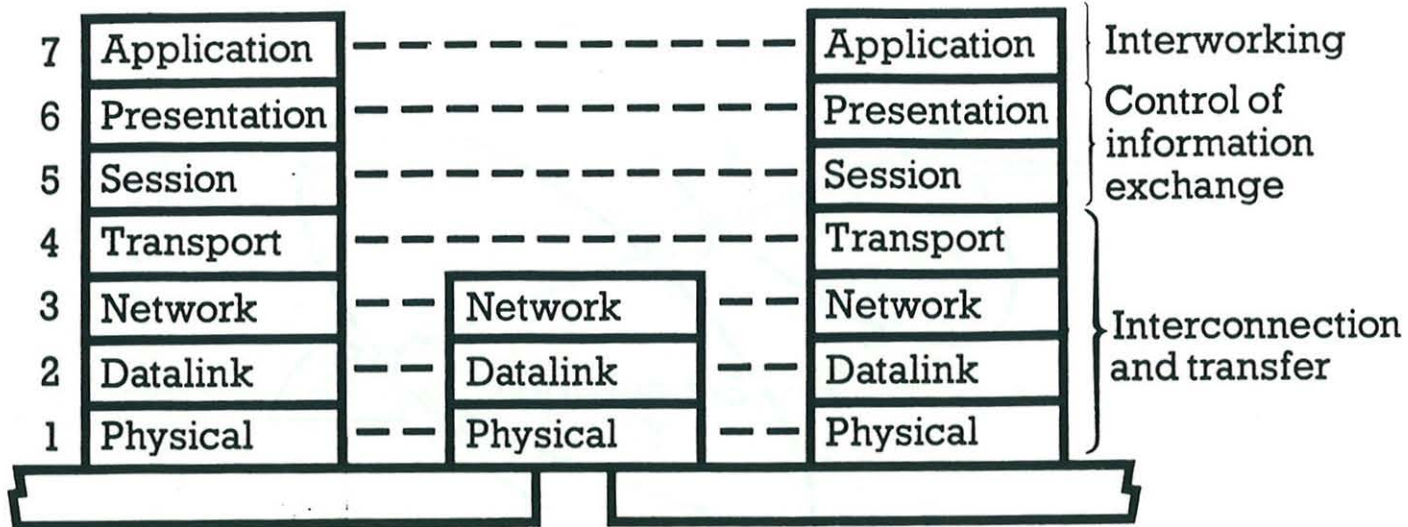 7 Application Application Interworking
6 Presentation Presentation Control of
information
5 Session Session exchange
4 Transport Transport
3 Network Network Network Interconnection
2 Datalink Datalink Datalink and transfer
1 Physical Physical Physical